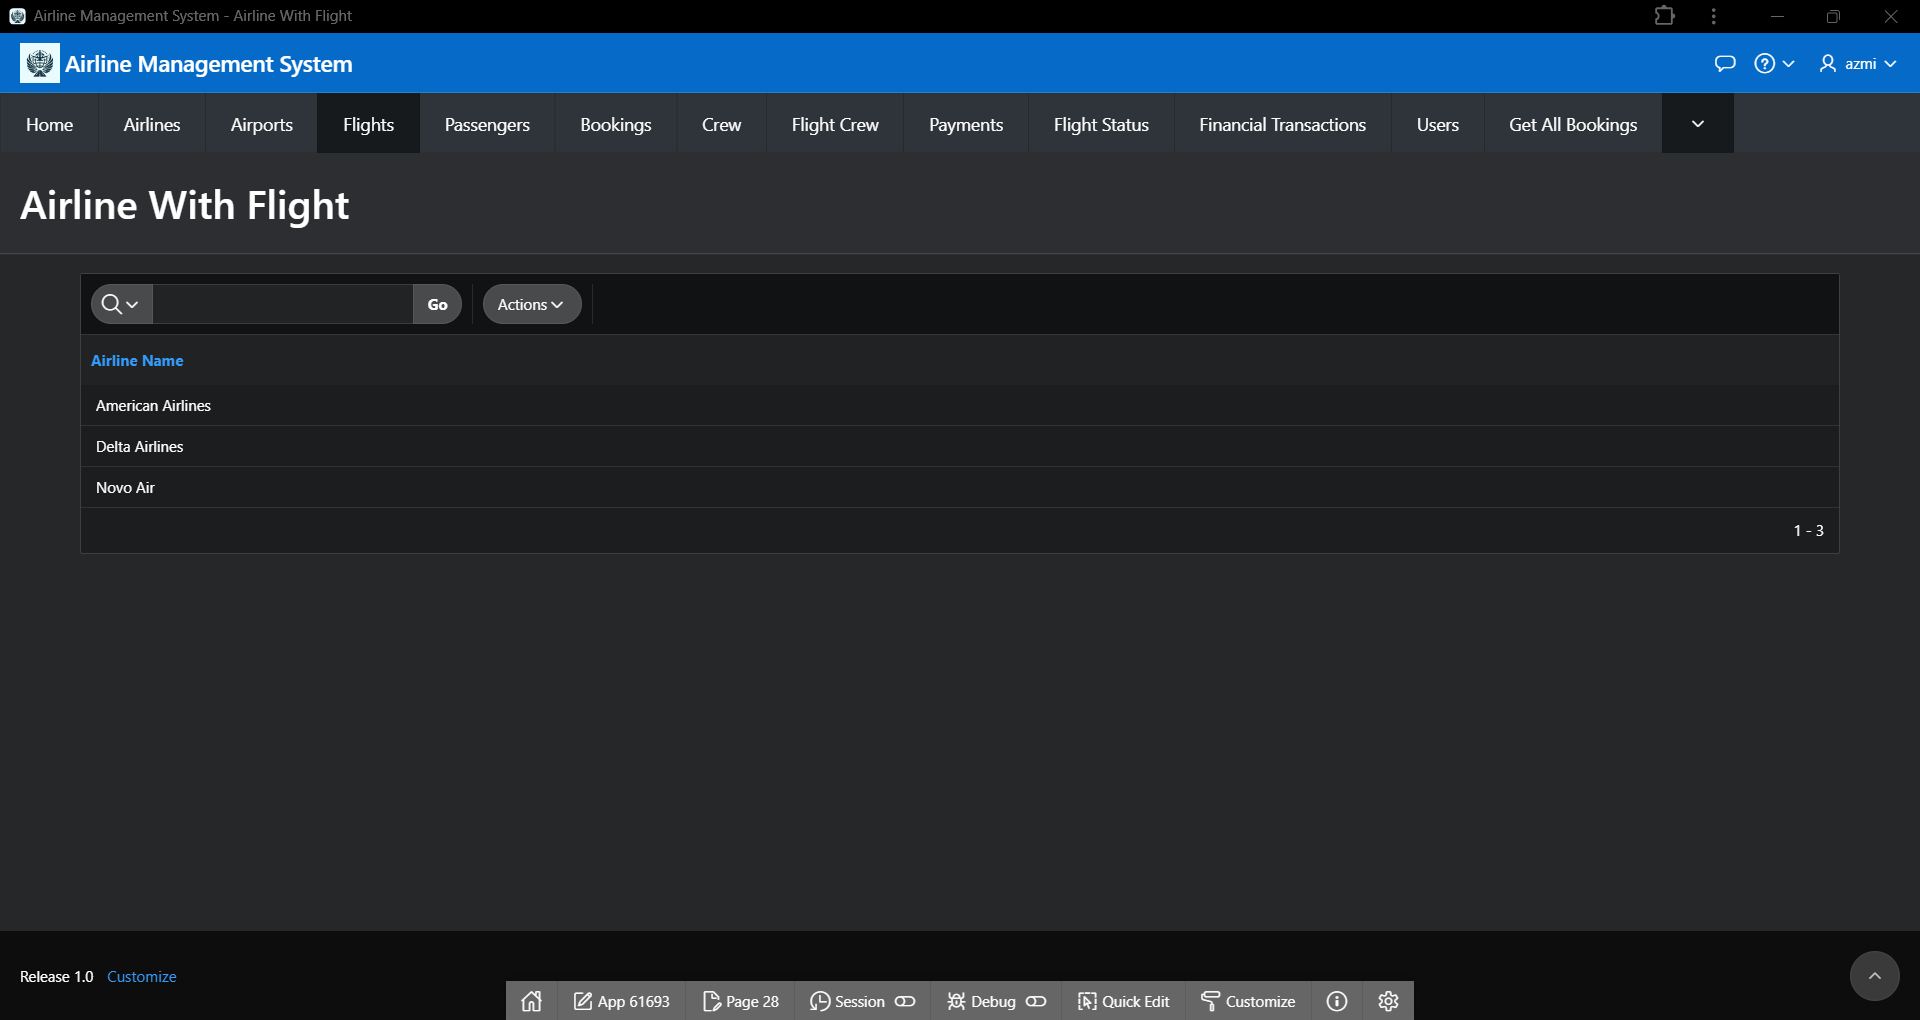 Airline Management System - Airline With Flight
Airline Management System
azmi
Home Airlines Airports Flights Passengers Bookings Crew Flight Crew Payments Flight Status Financial Transactions Users Get All Bookings
Airline With Flight
Go Actions
Airline Name
American Airlines
Delta Airlines
Novo Air
1 - 3
Release 1.0 Customize
App 61693 Page 28 Session Debug Quick Edit Customize